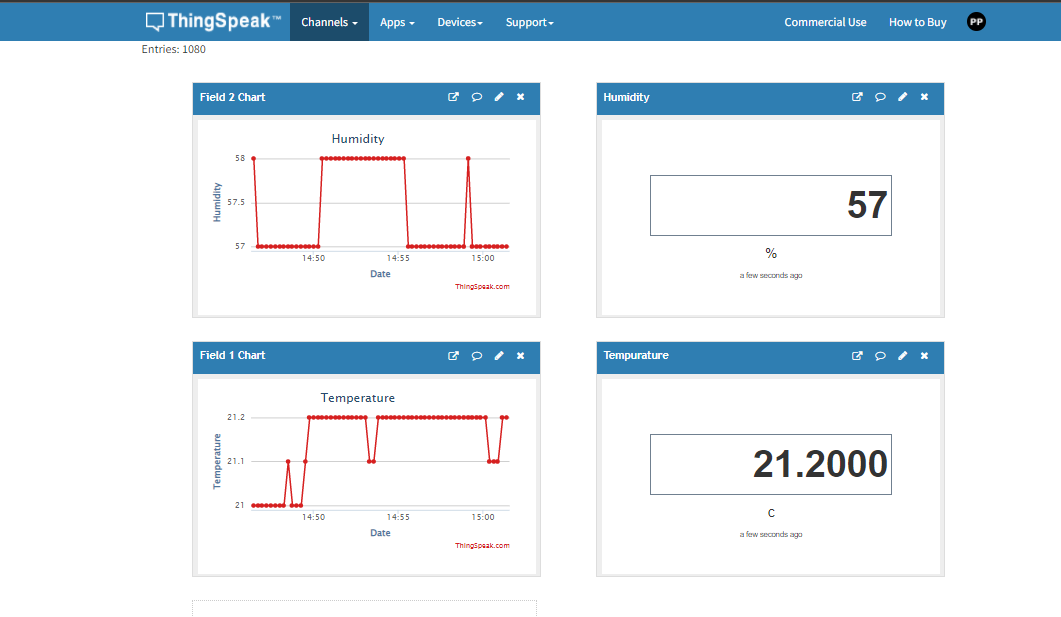 ThingSpeak™ Channels Apps Devices Support Commercial Use How to Buy PP
Entries: 1080
Field 2 Chart
Humidity
58
57.5
57
Humidity
14:50 14:55 15:00
Date
ThingSpeak.com
Humidity
57
%
a few seconds ago
Field 1 Chart
Temperature
21.2
21.1
21
Temperature
14:50 14:55 15:00
Date
ThingSpeak.com
Tempurature
21.2000
C
a few seconds ago